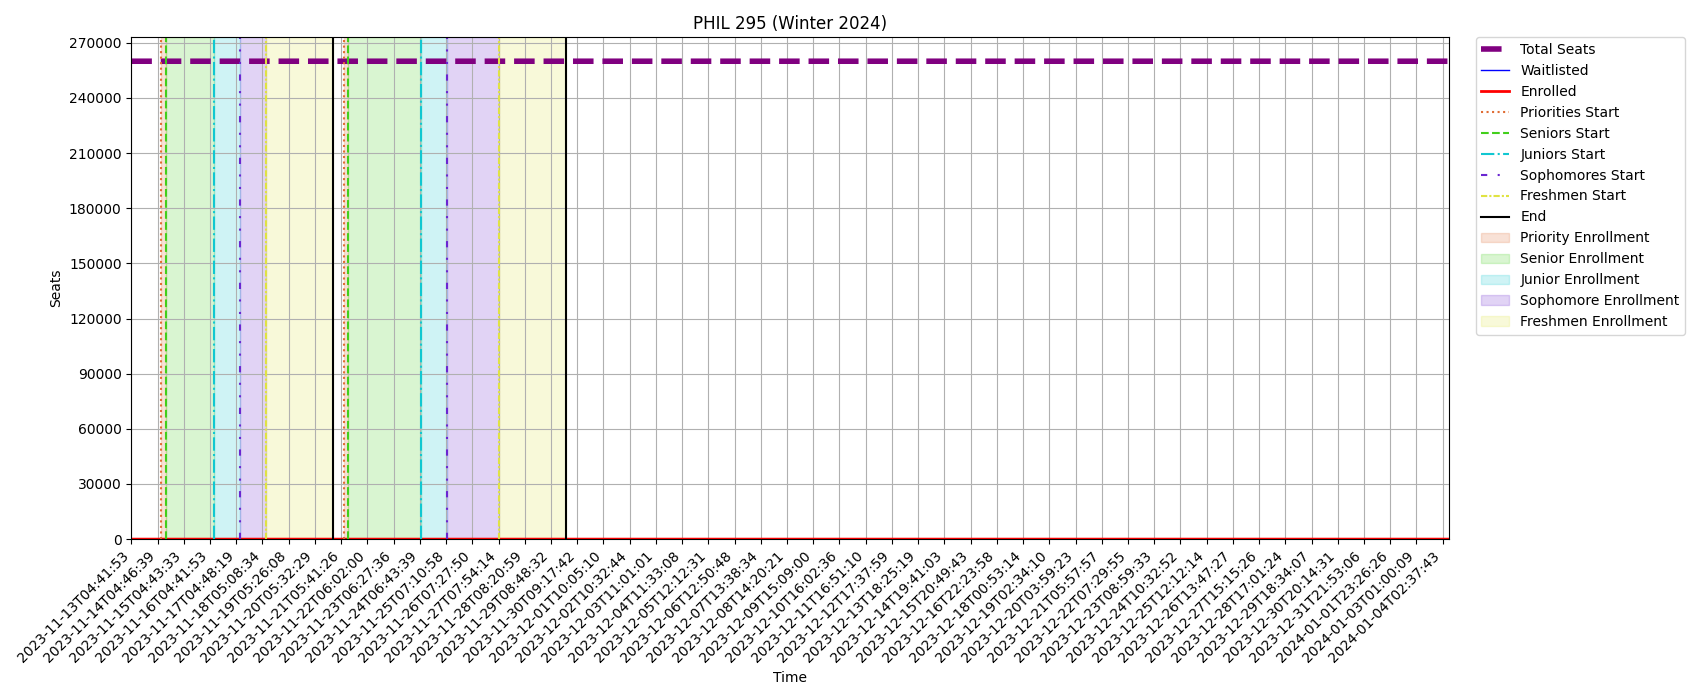 PHIL 295 (Winter 2024)
270000
240000
210000
180000
150000
120000
90000
60000
30000
0
Seats
2023-11-13T04:41:53
2023-11-14T04:46:39
2023-11-15T04:43:33
2023-11-16T04:41:53
2023-11-17T04:48:19
2023-11-18T05:08:34
2023-11-19T05:26:08
2023-11-20T05:32:29
2023-11-21T05:41:26
2023-11-22T06:02:00
2023-11-23T06:27:36
2023-11-24T06:43:39
2023-11-25T07:10:58
2023-11-26T07:27:50
2023-11-27T07:54:14
2023-11-28T08:20:59
2023-11-29T08:48:32
2023-11-30T09:17:42
2023-12-01T10:05:10
2023-12-02T10:32:44
2023-12-03T11:01:01
2023-12-04T11:33:08
2023-12-05T12:12:31
2023-12-06T12:50:48
2023-12-07T13:38:34
2023-12-08T14:20:21
2023-12-09T15:09:00
2023-12-10T16:02:36
2023-12-11T16:51:10
2023-12-12T17:37:59
2023-12-13T18:25:19
2023-12-14T19:41:03
2023-12-15T20:49:43
2023-12-16T22:23:58
2023-12-18T00:53:14
2023-12-19T02:34:10
2023-12-20T03:59:23
2023-12-21T05:57:57
2023-12-22T07:29:55
2023-12-23T08:59:33
2023-12-24T10:32:52
2023-12-25T12:12:14
2023-12-26T13:47:27
2023-12-27T15:15:26
2023-12-28T17:01:24
2023-12-29T18:34:07
2023-12-30T20:14:31
2023-12-31T21:53:06
2024-01-01T23:26:26
2024-01-03T01:00:09
2024-01-04T02:37:43
Time
Total Seats
Waitlisted
Enrolled
Priorities Start
Seniors Start
Juniors Start
Sophomores Start
Freshmen Start
End
Priority Enrollment
Senior Enrollment
Junior Enrollment
Sophomore Enrollment
Freshmen Enrollment